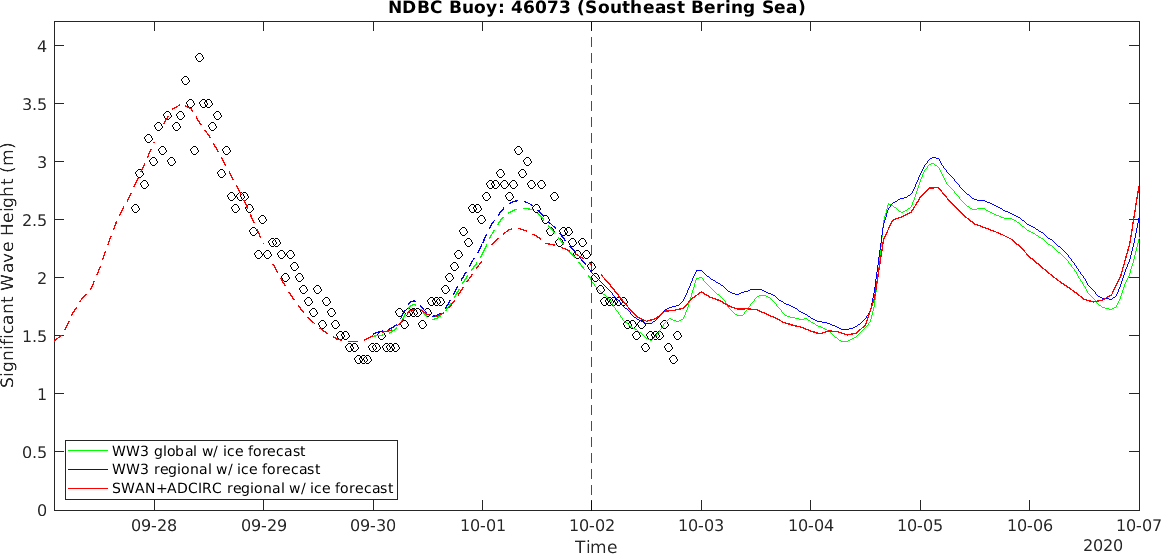 NDBC Buoy: 46073 (Southeast Bering Sea)
Significant Wave Height (m)
4
3.5
3
2.5
2
1.5
1
0.5
0
WW3 global w/ ice forecast
WW3 regional w/ ice forecast
SWAN+ADCIRC regional w/ ice forecast
09-28 09-29 09-30 10-01 10-02 10-03 10-04 10-05 10-06 10-07
Time
2020